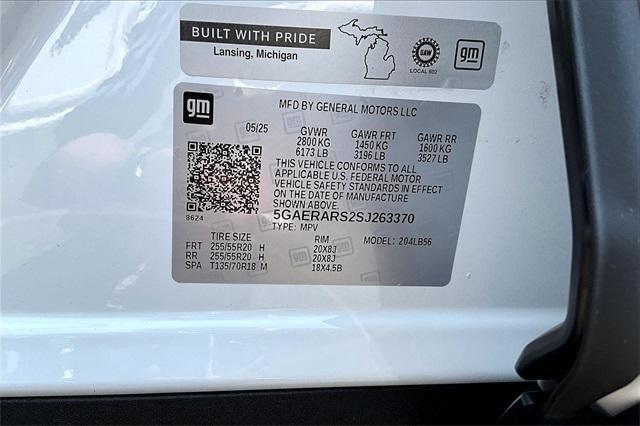 BUILT WITH PRIDE
Lansing, Michigan
UAW
LOCAL 602
gm
gm
MFD BY GENERAL MOTORS LLC
05/25 GVWR GAWR FRT GAWR RR
2800 KG 1450 KG 1600 KG
6173 LB 3196 LB 3527 LB
THIS VEHICLE CONFORMS TO ALL
APPLICABLE U.S. FEDERAL MOTOR
VEHICLE SAFETY STANDARDS IN EFFECT
ON THE DATE OF MANUFACTURE
SHOWN ABOVE.
8624
5GAERARS2SJ263370
TYPE: MPV
TIRE SIZE RIM MODEL: 204LB56
FRT 255/55R20 H 20X8J
RR 255/55R20 H 20X8J
SPA T135/70R18 M 18X4.5B